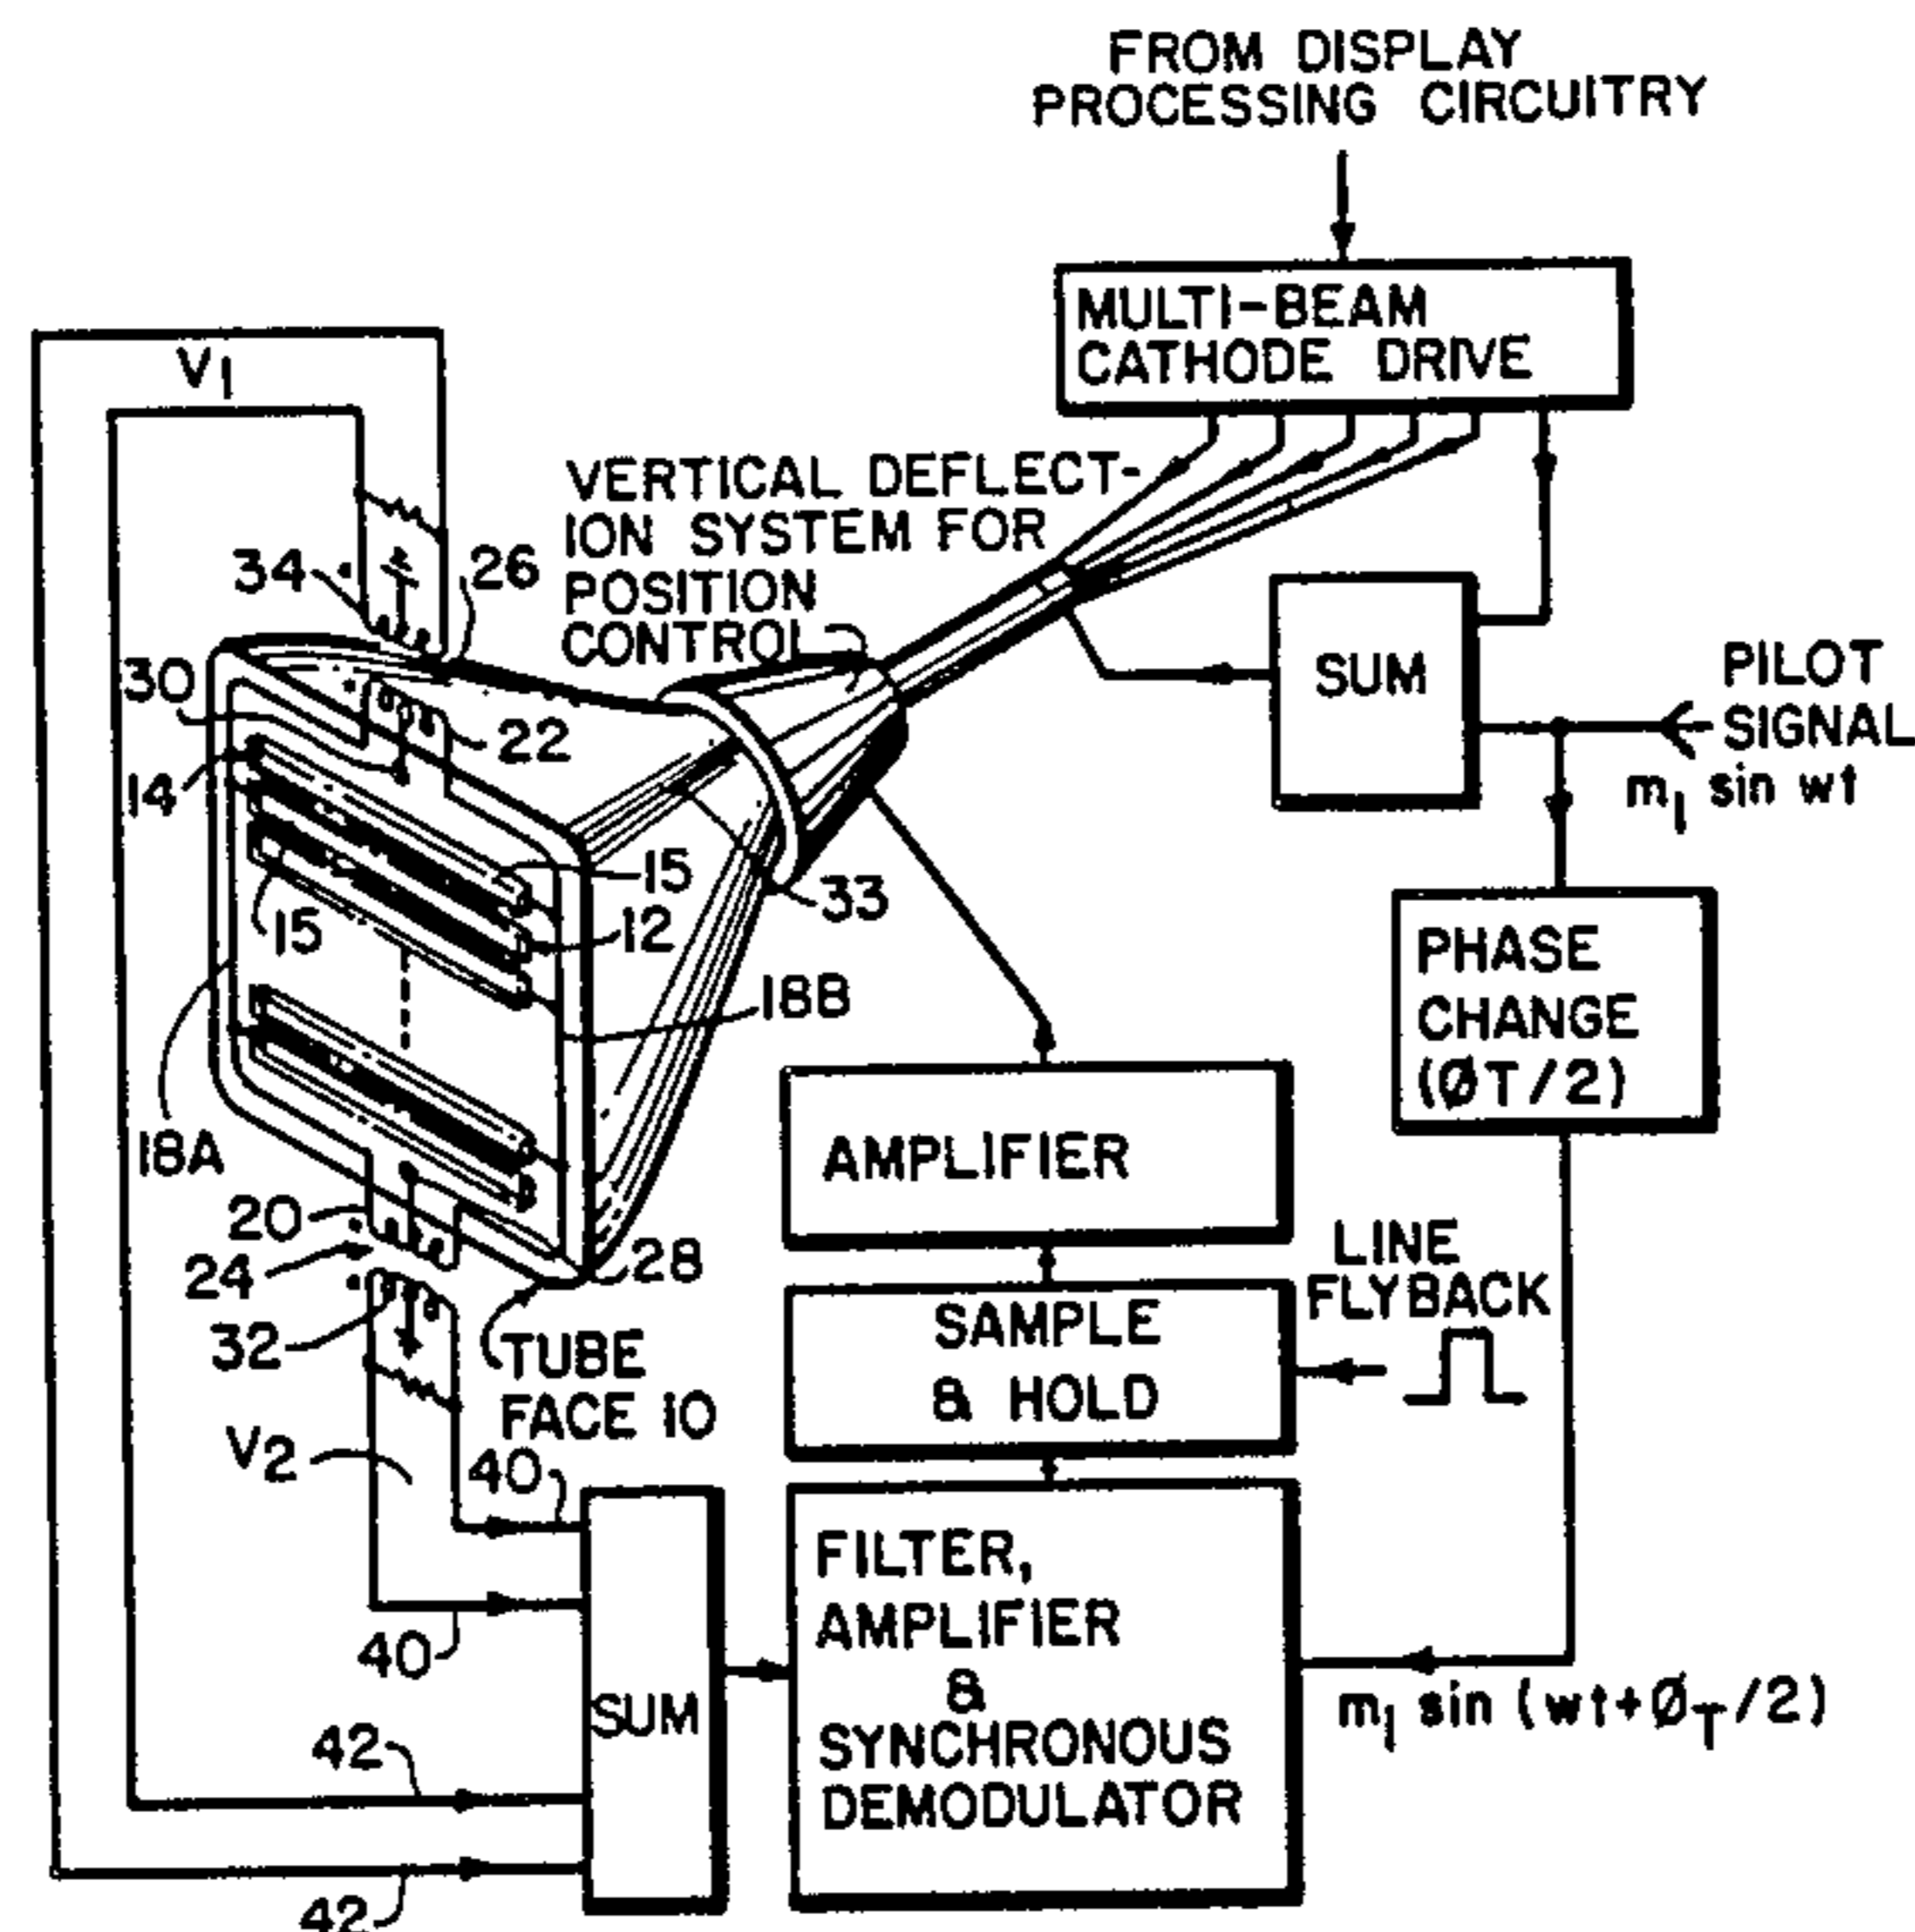 FROM DISPLAY
PROCESSING CIRCUITRY
MULTI-BEAM
CATHODE DRIVE
V1
VERTICAL DEFLECT-
ION SYSTEM FOR
POSITION
CONTROL
34
26
30
22
14
15
33
15
12
18B
18A
SUM
PILOT
SIGNAL
m1 sin wt
PHASE
CHANGE
(ØT/2)
AMPLIFIER
20
24
28
32
LINE
FLYBACK
SAMPLE
& HOLD
TUBE
FACE 10
V2
40
40
FILTER,
AMPLIFIER
&
SYNCHRONOUS
DEMODULATOR
SUM
m1 sin (wt+ØT/2)
42
42